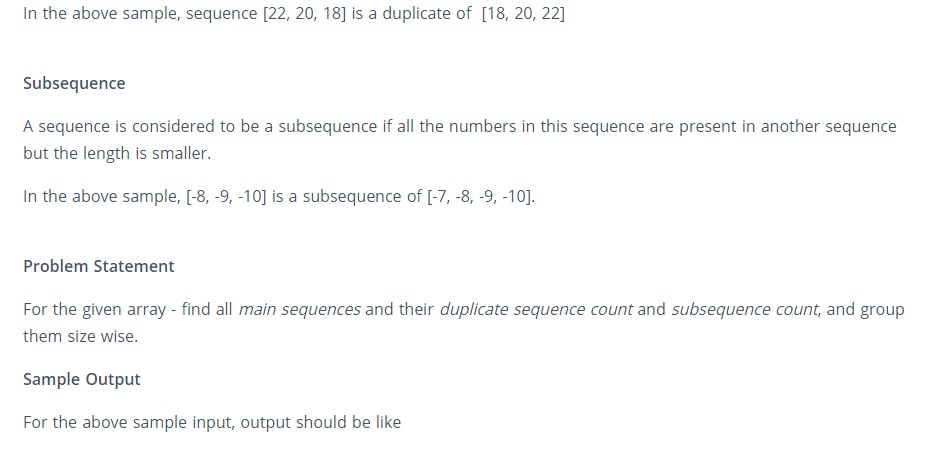 In the above sample, sequence [22, 20, 18] is a duplicate of  [18, 20, 22]
Subsequence
A sequence is considered to be a subsequence if all the numbers in this sequence are present in another sequence
but the length is smaller.
In the above sample, [-8, -9, -10] is a subsequence of [-7, -8, -9, -10].
Problem Statement
For the given array - find all main sequences and their duplicate sequence count and subsequence count, and group
them size wise.
Sample Output
For the above sample input, output should be like